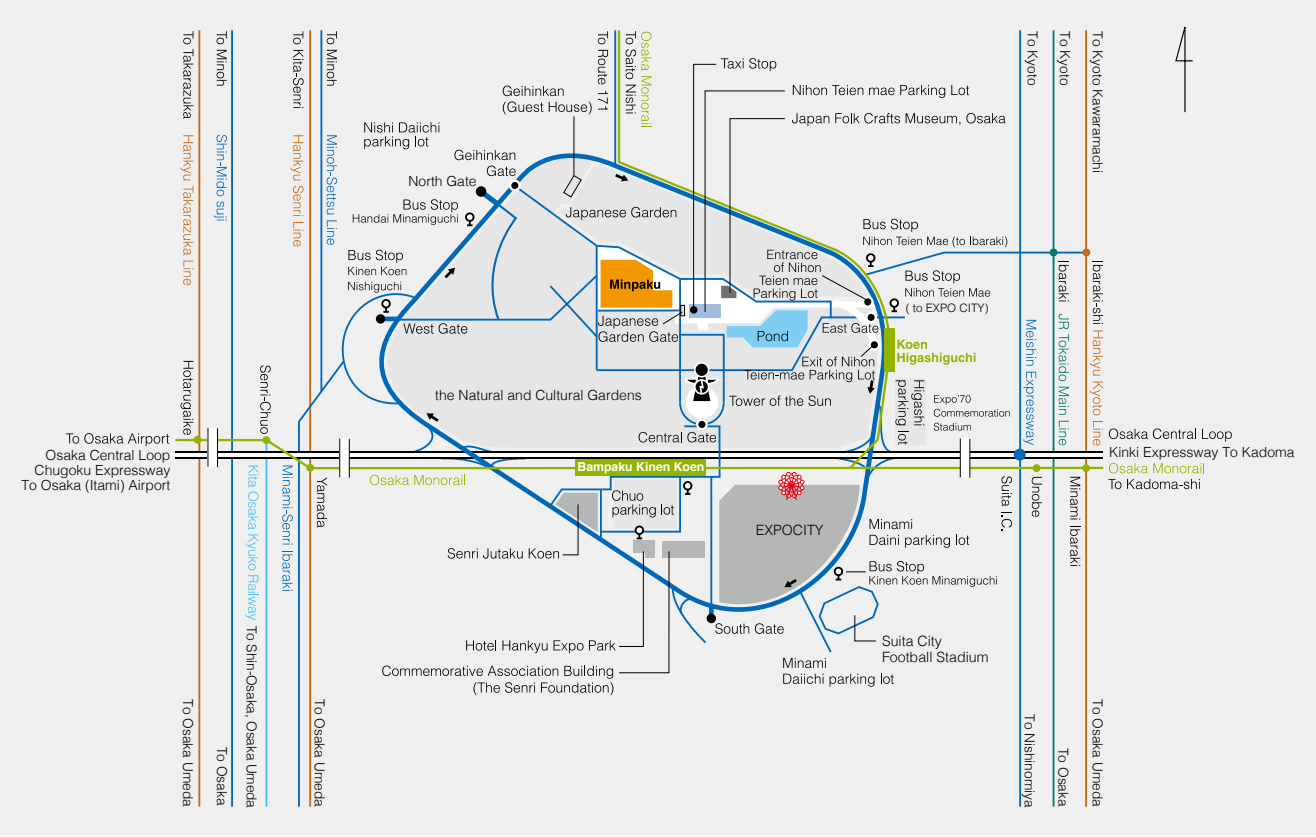 To Takarazuka
Hankyu Takarazuka Line
Hotarugaike
To Osaka Umeda
To Minoh
Shin-Mido suji
To Osaka
Senri-Chuo
Kita Osaka Kyuko Railway
To Shin-Osaka, Osaka Umeda
To Kita-Senri
Hankyu Senri Line
Minami-Senri Ibaraki
To Minoh
Minoh-Settsu Line
Yamada
To Osaka Umeda
To Route 171
To Saito Nishi
Osaka Monorail
Taxi Stop
Nihon Teien mae Parking Lot
Japan Folk Crafts Museum, Osaka
Geihinkan
(Guest House)
Nishi Daiichi
parking lot
Geihinkan
Gate
North Gate
Bus Stop
Handai Minamiguchi
Bus Stop
Kinen Koen
Nishiguchi
West Gate
Japanese Garden
Minpaku
Japanese
Garden Gate
Pond
Entrance
of Nihon
Teien mae
Parking Lot
East Gate
Exit of Nihon
Teien-mae Parking Lot
Bus Stop
Nihon Teien Mae (to Ibaraki)
Bus Stop
Nihon Teien Mae
( to EXPO CITY)
Koen
Higashiguchi
Higashi
parking lot
Expo'70
Commemoration
Stadium
the Natural and Cultural Gardens
Tower of the Sun
Central Gate
To Osaka Airport
Osaka Central Loop
Chugoku Expressway
To Osaka (Itami) Airport
Osaka Monorail
Bampaku Kinen Koen
Chuo
parking lot
EXPOCITY
Senri Jutaku Koen
Minami
Daini parking lot
Bus Stop
Kinen Koen Minamiguchi
South Gate
Hotel Hankyu Expo Park
Commemorative Association Building
(The Senri Foundation)
Suita City
Football Stadium
Minami
Daiichi parking lot
To Kyoto
Meishin Expressway
Suita I.C.
To Nishinomiya
To Kyoto
Ibaraki
JR Tokaido Main Line
Unobe
To Osaka
To Kyoto Kawaramachi
Ibaraki-shi
Hankyu Kyoto Line
Minami Ibaraki
To Osaka Umeda
Osaka Central Loop
Kinki Expressway To Kadoma
Osaka Monorail
To Kadoma-shi